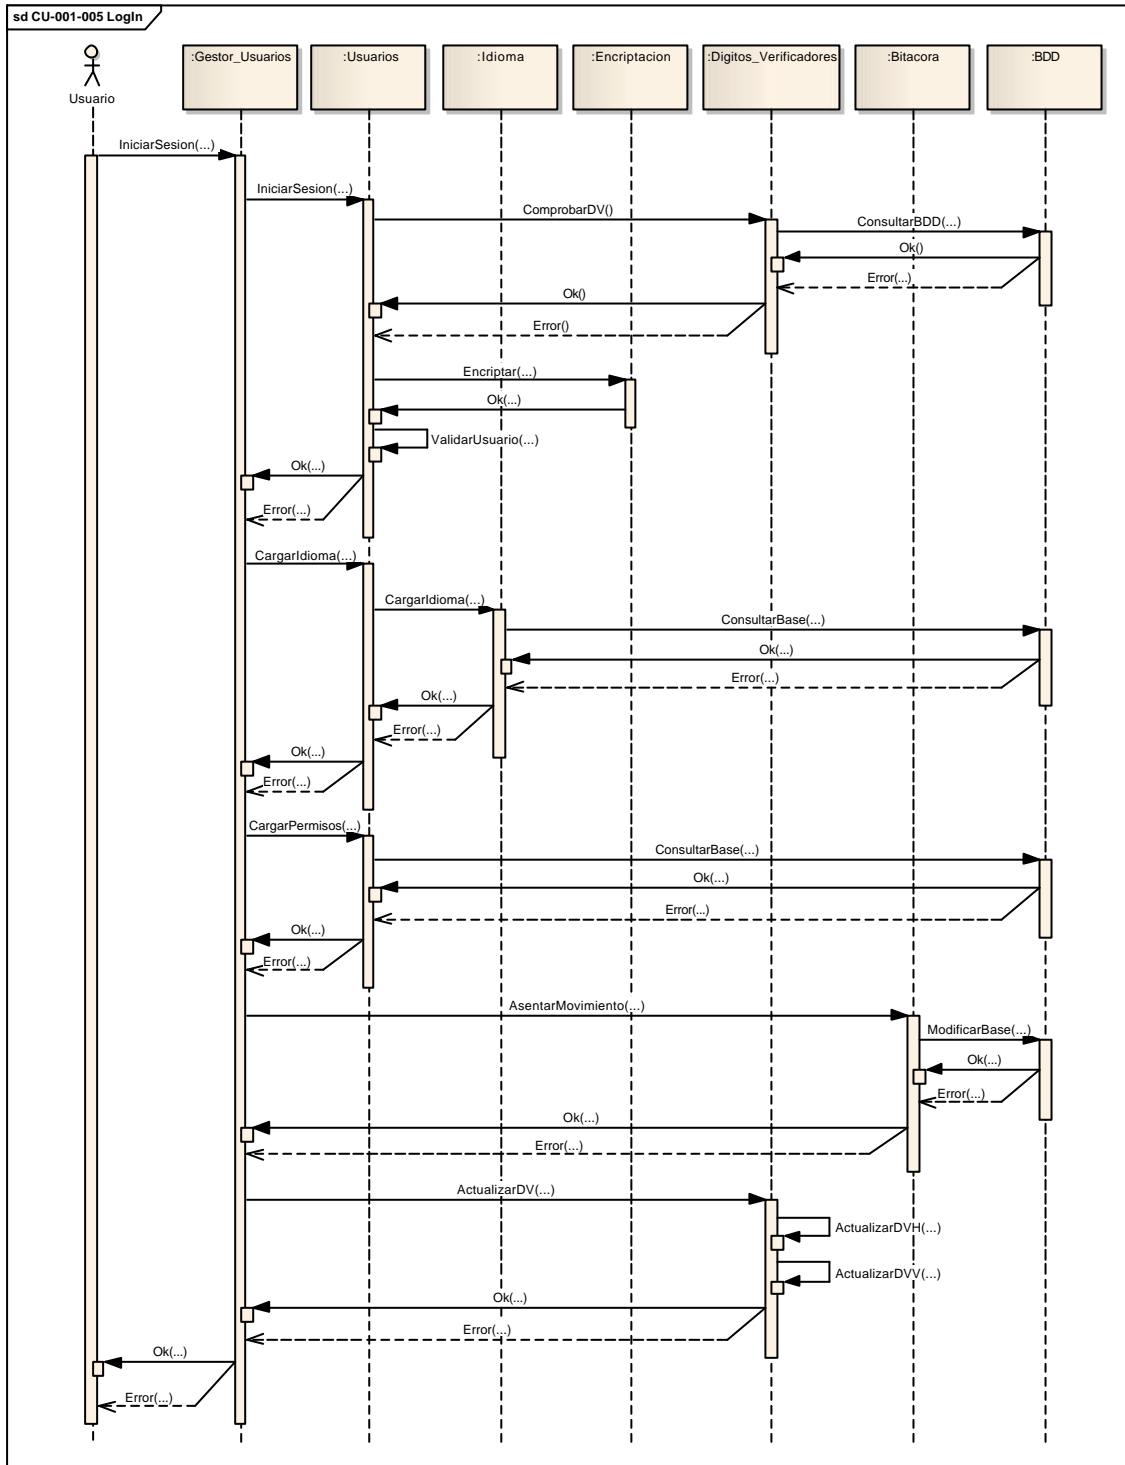 sd CU-001-005 LogIn
Usuario
:Gestor_Usuarios
:Usuarios
:Idioma
:Encriptacion
:Digitos_Verificadores
:Bitacora
:BDD
IniciarSesion(...)
IniciarSesion(...)
ComprobarDV()
ConsultarBDD(...)
Ok()
Error(...)
Ok()
Error()
Encriptar(...)
Ok(...)
ValidarUsuario(...)
Ok(...)
Error(...)
CargarIdioma(...)
CargarIdioma(...)
ConsultarBase(...)
Ok(...)
Error(...)
Ok(...)
Error(...)
Ok(...)
Error(...)
CargarPermisos(...)
ConsultarBase(...)
Ok(...)
Error(...)
Ok(...)
Error(...)
AsentarMovimiento(...)
ModificarBase(...)
Ok(...)
Error(...)
Ok(...)
Error(...)
ActualizarDV(...)
ActualizarDVH(...)
ActualizarDVV(...)
Ok(...)
Error(...)
Ok(...)
Error(...)